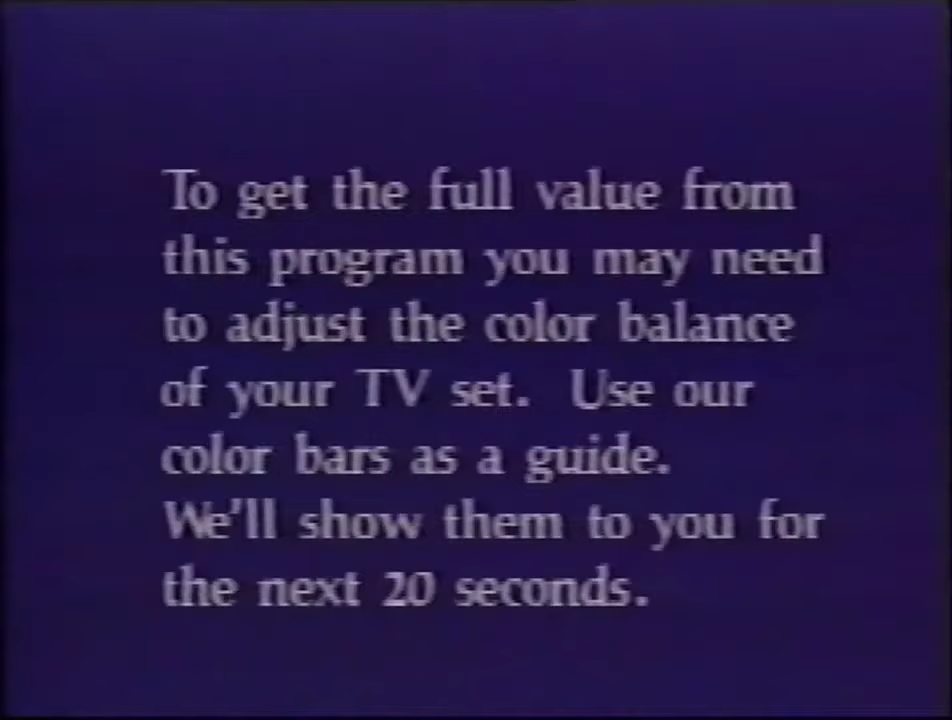 To get the full value from
this program you may need
to adjust the color balance
of your TV set. Use our
color bars as a guide.
We'll show them to you for
the next 20 seconds.